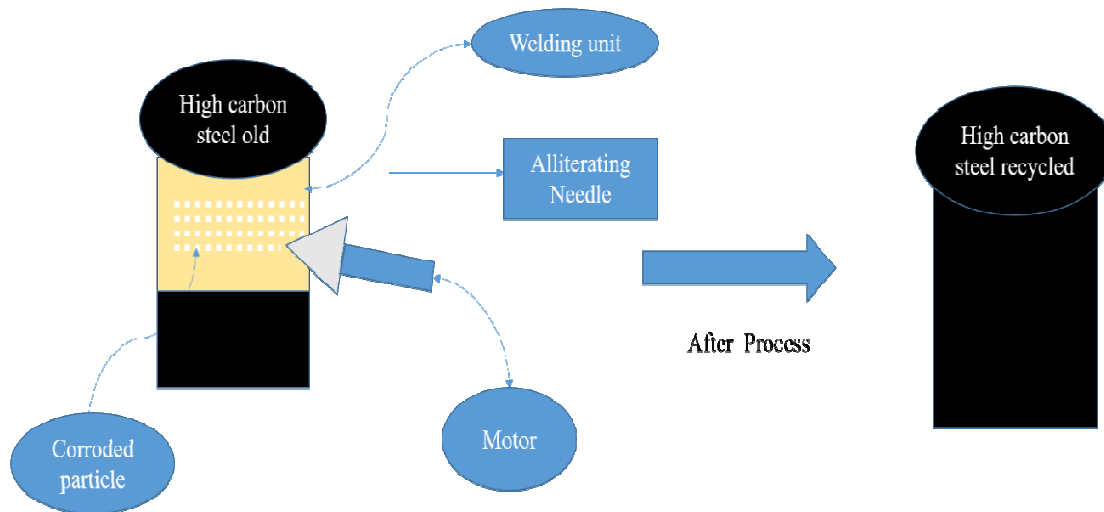 Welding unit
High carbon
steel old
Alliterating
Needle
High carbon
steel recycled
After Process
Corroded
particle
Motor